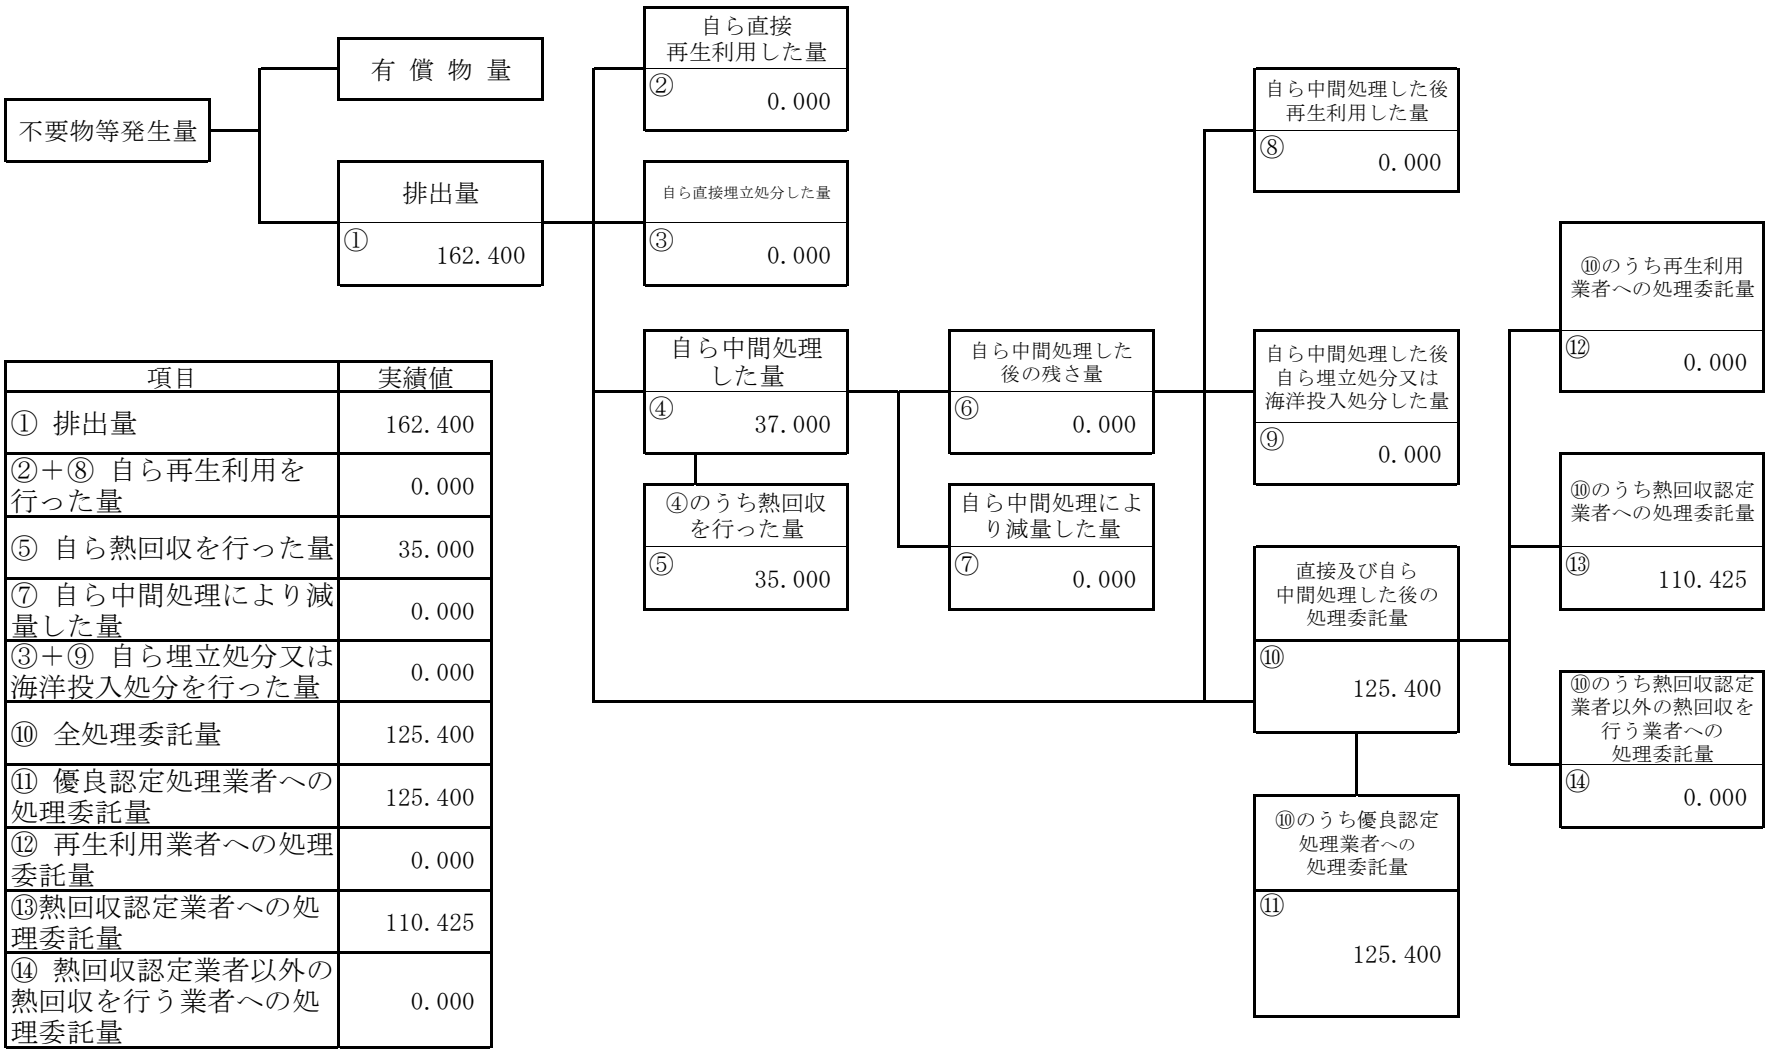 不要物等発生量
有 償 物 量
排出量
①
162.400
自ら直接
再生利用した量
②
0.000
自ら直接埋立処分した量
③
0.000
自ら中間処理
した量
④
37.000
④のうち熱回収
を行った量
⑤
35.000
自ら中間処理した
後の残さ量
⑥
0.000
自ら中間処理によ
り減量した量
⑦
0.000
自ら中間処理した後
再生利用した量
⑧
0.000
自ら中間処理した後
自ら埋立処分又は
海洋投入処分した量
⑨
0.000
直接及び自ら
中間処理した後の
処理委託量
⑩
125.400
⑩のうち優良認定
処理業者への
処理委託量
⑪
125.400
⑩のうち再生利用
業者への処理委託量
⑫
0.000
⑩のうち熱回収認定
業者への処理委託量
⑬
110.425
⑩のうち熱回収認定
業者以外の熱回収を
行う業者への
処理委託量
⑭
0.000
項目 実績値
① 排出量 162.400
②＋⑧ 自ら再生利用を
行った量 0.000
⑤ 自ら熱回収を行った量 35.000
⑦ 自ら中間処理により減
量した量 0.000
③＋⑨ 自ら埋立処分又は
海洋投入処分を行った量 0.000
⑩ 全処理委託量 125.400
⑪ 優良認定処理業者への
処理委託量 125.400
⑫ 再生利用業者への処理
委託量 0.000
⑬熱回収認定業者への処
理委託量 110.425
⑭ 熱回収認定業者以外の
熱回収を行う業者への処
理委託量 0.000